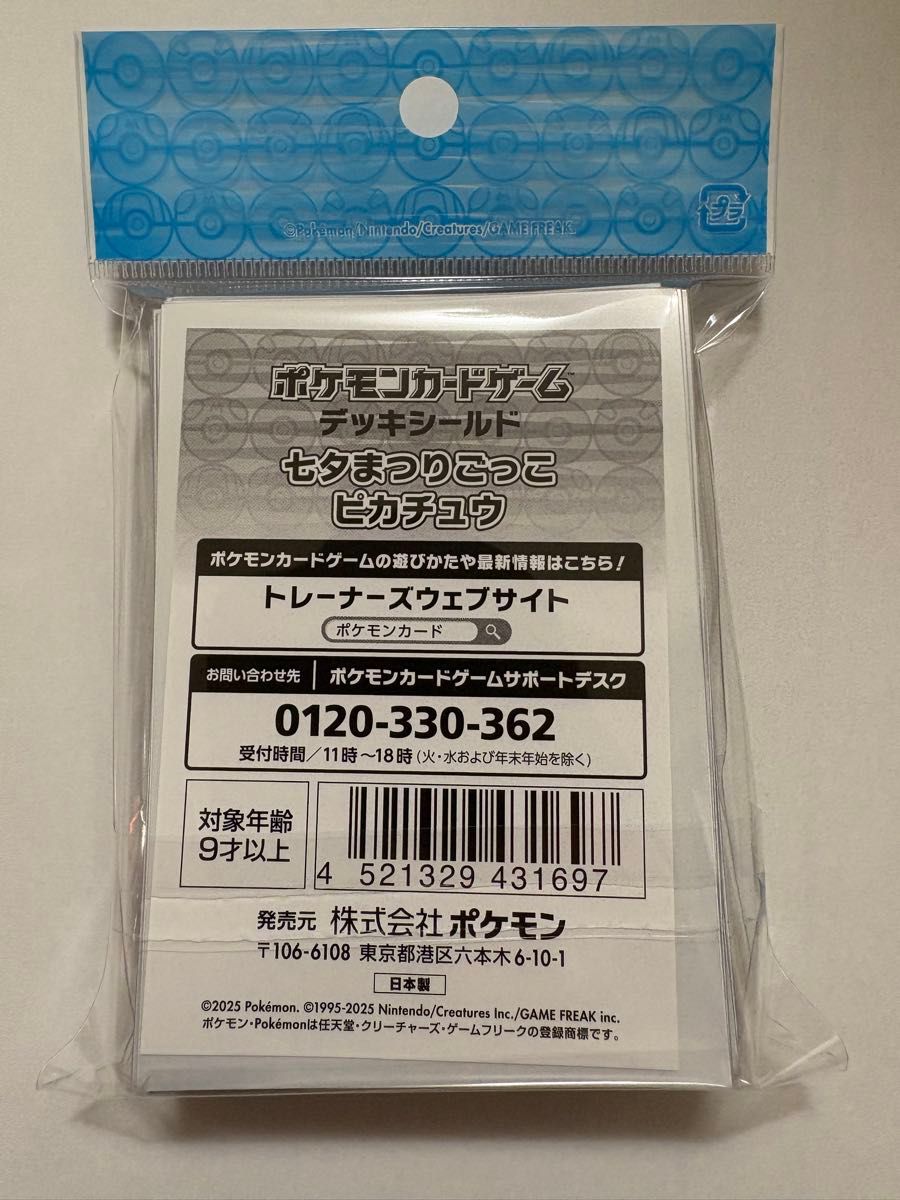 ©Pokémon/Nintendo/Creatures/GAME FREAK
プラ
ポケモンカードゲーム™
デッキシールド
七夕まつりごっこ
ピカチュウ
ポケモンカードゲームの遊びかたや最新情報はこちら!
トレーナーズウェブサイト
ポケモンカード
お問い合わせ先 ポケモンカードゲームサポートデスク
0120-330-362
受付時間/11時~18時(火・水および年末年始を除く)
対象年齢
9才以上
4 521329 431697
発売元 株式会社ポケモン
〒106-6108 東京都港区六本木6-10-1
日本製
©2025 Pokémon. ©1995-2025 Nintendo/Creatures Inc./GAME FREAK inc.
ポケモン・Pokémonは任天堂・クリーチャーズ・ゲームフリークの登録商標です。